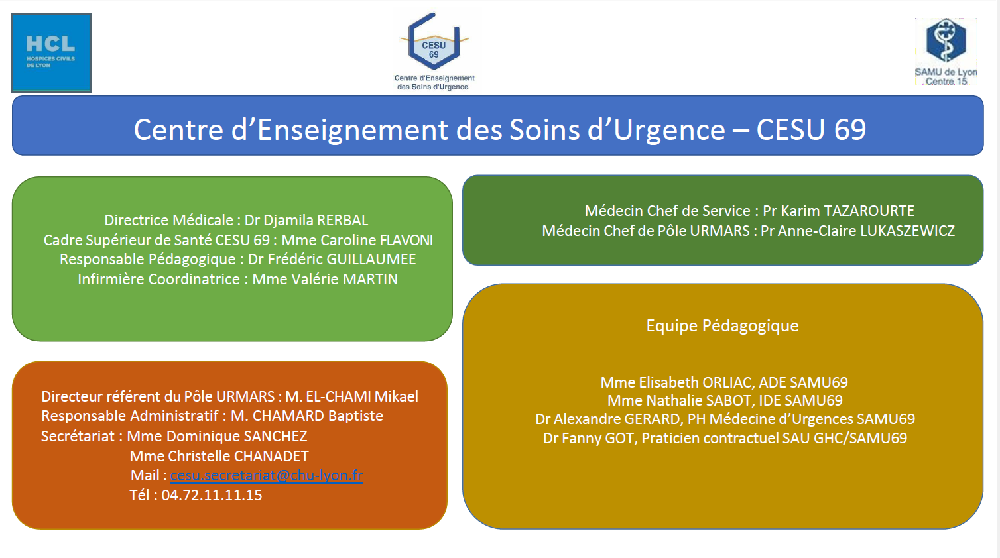 HCL
HOSPICES CIVILS
DE LYON
CESU
69
Centre d'Enseignement
des Soins d'Urgence
SAMU de Lyon
Centre 15
Centre d’Enseignement des Soins d’Urgence – CESU 69
Directrice Médicale : Dr Djamila RERBAL
Cadre Supérieur de Santé CESU 69 : Mme Caroline FLAVONI
Responsable Pédagogique : Dr Frédéric GUILLAUMEE
Infirmière Coordinatrice : Mme Valérie MARTIN
Médecin Chef de Service : Pr Karim TAZAROURTE
Médecin Chef de Pôle URMARS : Pr Anne-Claire LUKASZEWICZ
Directeur référent du Pôle URMARS : M. EL-CHAMI Mikael
Responsable Administratif : M. CHAMARD Baptiste
Secrétariat : Mme Dominique SANCHEZ
Mme Christelle CHANADET
Mail : cesu.secretariat@chu-lyon.fr
Tél : 04.72.11.11.15
Equipe Pédagogique
Mme Elisabeth ORLIAC, ADE SAMU69
Mme Nathalie SABOT, IDE SAMU69
Dr Alexandre GERARD, PH Médecine d’Urgences SAMU69
Dr Fanny GOT, Praticien contractuel SAU GHC/SAMU69